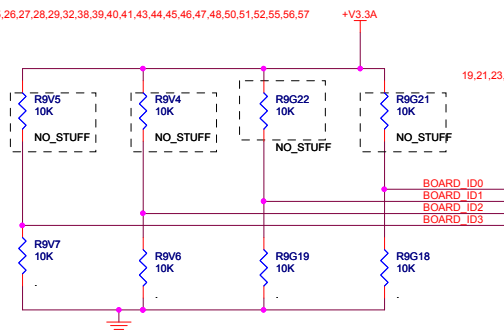 ,26,27,28,29,32,38,39,40,41,43,44,45,46,47,48,50,51,52,55,56,57
+V3.3A
19,21,23
R9V5
10K
NO_STUFF
R9V4
10K
NO_STUFF
R9G22
10K
NO_STUFF
R9G21
10K
NO_STUFF
BOARD_ID0
BOARD_ID1
BOARD_ID2
BOARD_ID3
R9V7
10K
.
R9V6
10K
.
R9G19
10K
.
R9G18
10K
.